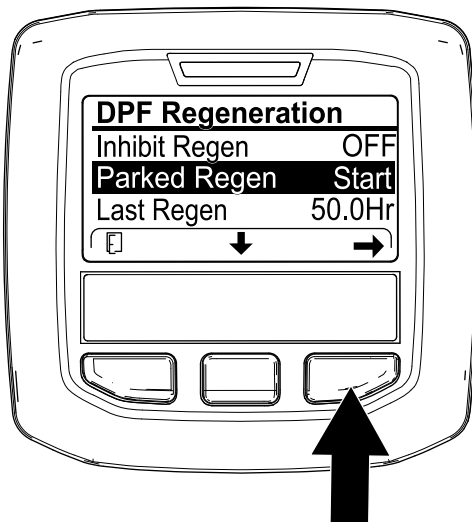 DPF Regeneration
Inhibit Regen OFF
Parked Regen Start
Last Regen 50.0Hr